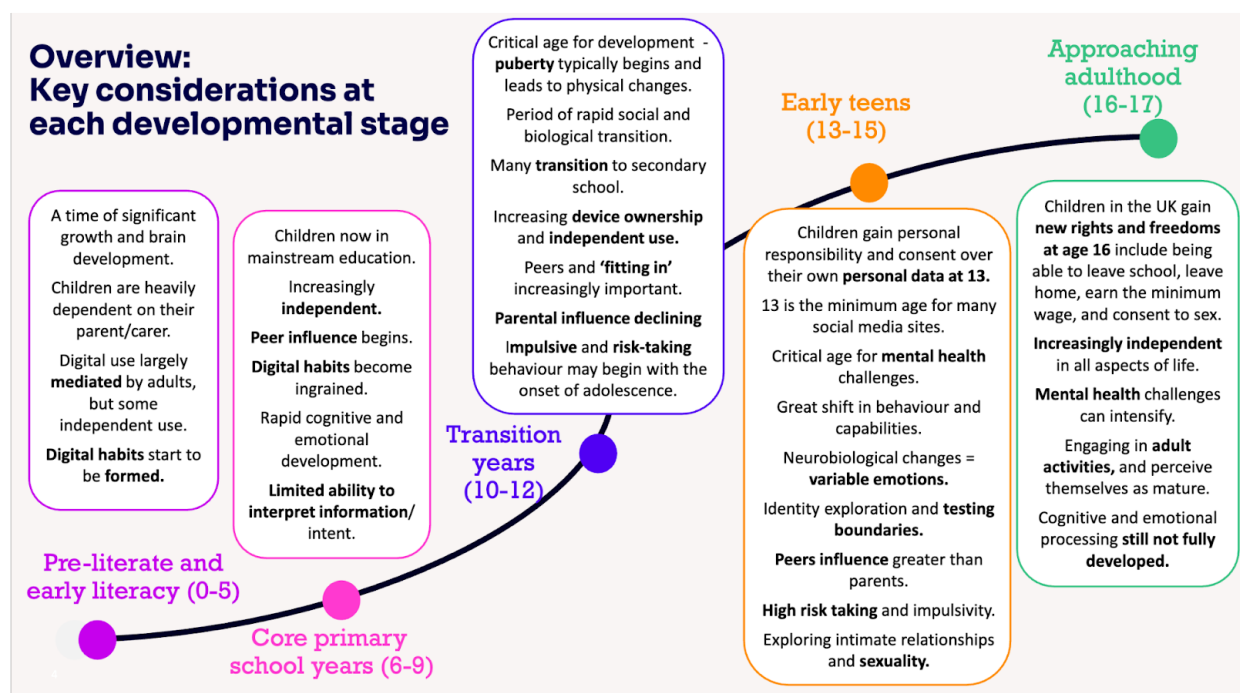 Overview:
Key considerations at
each developmental stage
A time of significant
growth and brain
development.
Children are heavily
dependent on their
parent/carer.
Digital use largely
mediated by adults,
but some
independent use.
Digital habits start to
be formed.
Pre-literate and
early literacy (0-5)
Children now in
mainstream education.
Increasingly
independent.
Peer influence begins.
Digital habits become
ingrained.
Rapid cognitive and
emotional
development.
Limited ability to
interpret information/
intent.
Core primary
school years (6-9)
Critical age for development -
puberty typically begins and
leads to physical changes.
Period of rapid social and
biological transition.
Many transition to secondary
school.
Increasing device ownership
and independent use.
Peers and ‘fitting in’
increasingly important.
Parental influence declining
Impulsive and risk-taking
behaviour may begin with the
onset of adolescence.
Transition
years
(10-12)
Early teens
(13-15)
Children gain personal
responsibility and consent over
their own personal data at 13.
13 is the minimum age for many
social media sites.
Critical age for mental health
challenges.
Great shift in behaviour and
capabilities.
Neurobiological changes =
variable emotions.
Identity exploration and testing
boundaries.
Peers influence greater than
parents.
High risk taking and impulsivity.
Exploring intimate relationships
and sexuality.
Approaching
adulthood
(16-17)
Children in the UK gain
new rights and freedoms
at age 16 include being
able to leave school, leave
home, earn the minimum
wage, and consent to sex.
Increasingly independent
in all aspects of life.
Mental health challenges
can intensify.
Engaging in adult
activities, and perceive
themselves as mature.
Cognitive and emotional
processing still not fully
developed.
4